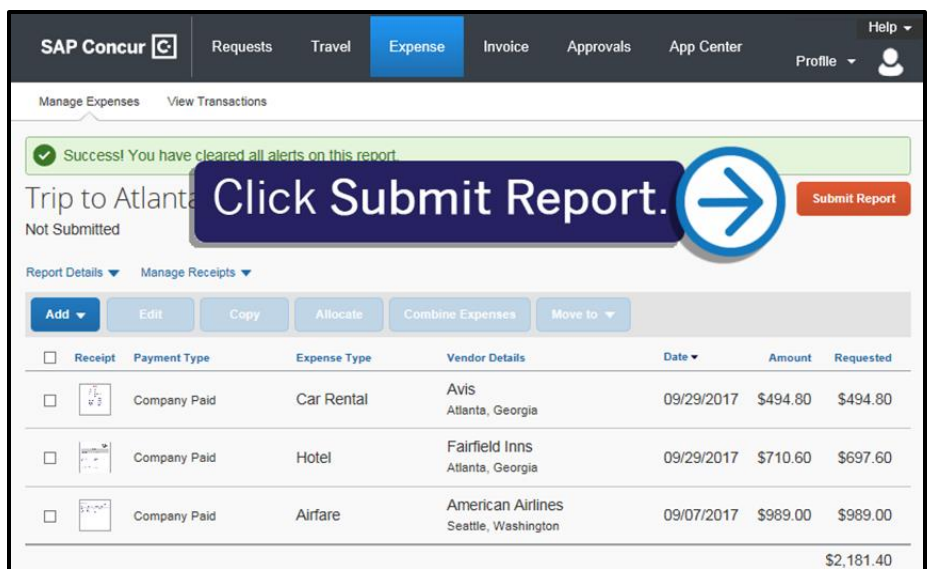 Help
SAP Concur C Requests Travel Expense Invoice Approvals App Center Profile
Manage Expenses View Transactions
Success! You have cleared all alerts on this report.
Trip to Atlanta
Click Submit Report.
Submit Report
Not Submitted
Report Details Manage Receipts
Add Edit Copy Allocate Combine Expenses Move to
Receipt Payment Type Expense Type Vendor Details Date Amount Requested
Company Paid Car Rental Avis 09/29/2017 $494.80 $494.80
Atlanta, Georgia
Company Paid Hotel Fairfield Inns 09/29/2017 $710.60 $697.60
Atlanta, Georgia
Company Paid Airfare American Airlines 09/07/2017 $989.00 $989.00
Seattle, Washington
$2,181.40